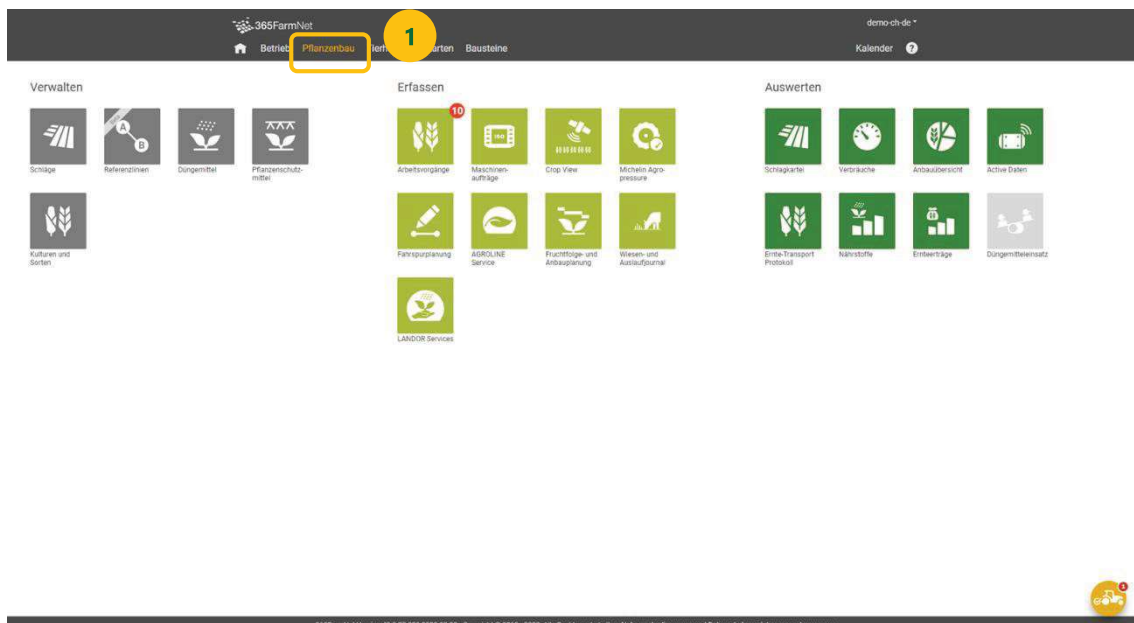 365FarmNet
demo-ch-de
Betrieb Pflanzenbau 1 arten Bausteine
Kalender ?
Verwalten
Erfassen
Auswerten
Schläge
Referenzlinien
A
B
Düngemittel
Pflanzenschutz-
mittel
10
Arbeitsvorgänge
ISO
Maschinen-
aufträge
Crop View
Michelin Agro-
pressure
Schlagkartei
Verbräuche
Anbauübersicht
Active Daten
Kulturen und
Sorten
Fahrspurplanung
AGROLINE
Service
Fruchtfolge- und
Anbauplanung
Wiesen- und
Auslaufjournal
Ernte-Transport
Protokoll
Nährstoffe
Ernteerträge
Düngemitteleinsatz
LANDOR Services